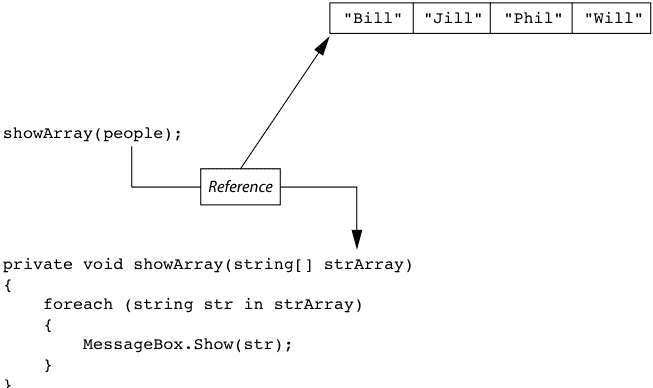 "Bill" "Jill" "Phil" "Will"
showArray(people);
Reference
private void showArray(string[] strArray)
{
    foreach (string str in strArray)
    {
        MessageBox.Show(str);
    }
}